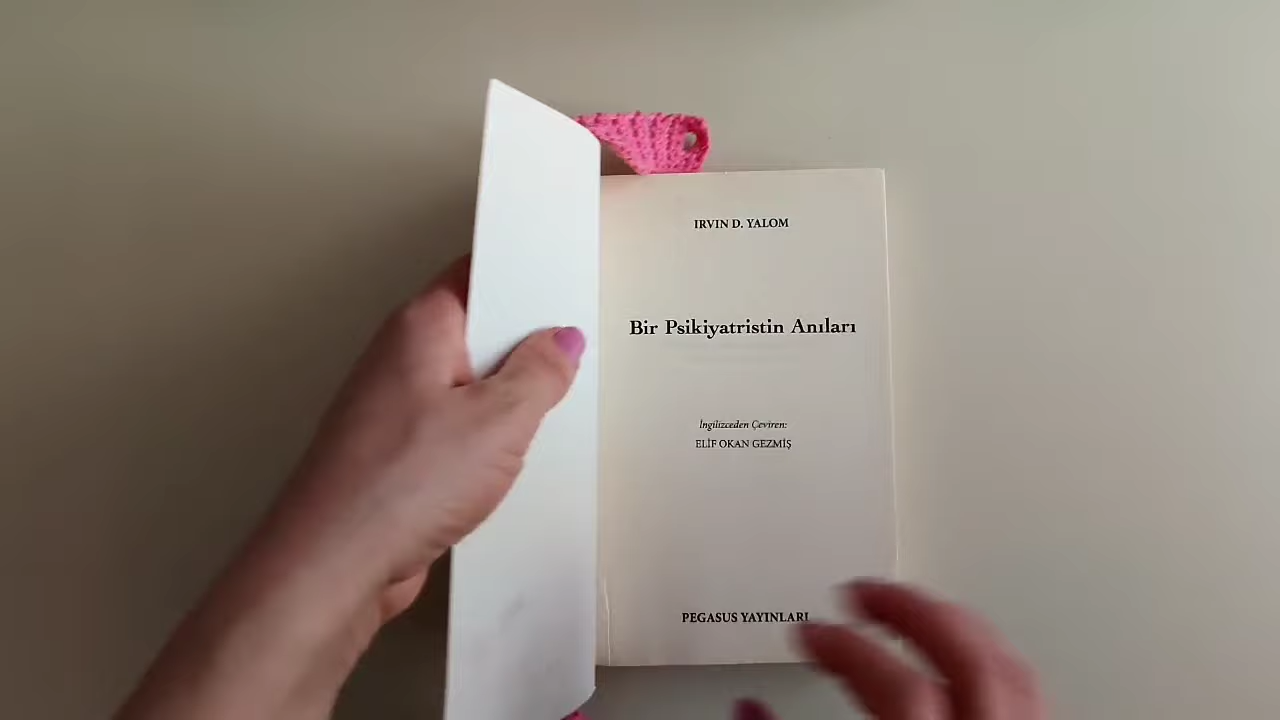 IRVIN D. YALOM
Bir Psikiyatristin Anıları
İngilizceden Çeviren:
ELİF OKAN GEZMİŞ
PEGASUS YAYINLARI